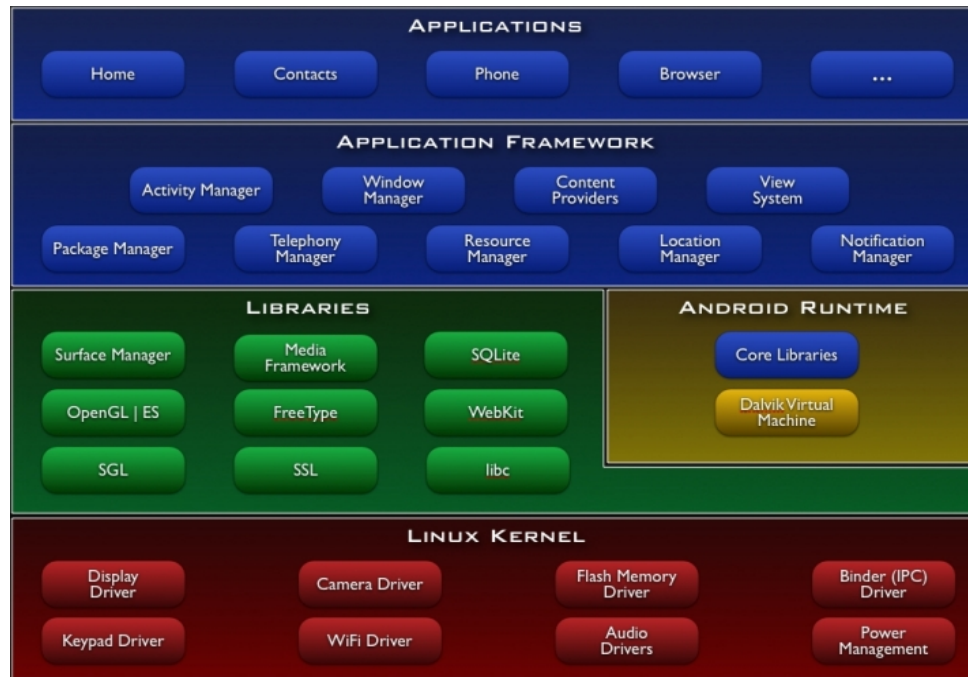 APPLICATIONS
Home
Contacts
Phone
Browser
...
APPLICATION FRAMEWORK
Activity Manager
Window
Manager
Content
Providers
View
System
Package Manager
Telephony
Manager
Resource
Manager
Location
Manager
Notification
Manager
LIBRARIES
Surface Manager
Media
Framework
SQLite
OpenGL | ES
FreeType
WebKit
SGL
SSL
libc
ANDROID RUNTIME
Core Libraries
Dalvik Virtual
Machine
LINUX KERNEL
Display
Driver
Camera Driver
Flash Memory
Driver
Binder (IPC)
Driver
Keypad Driver
WiFi Driver
Audio
Drivers
Power
Management